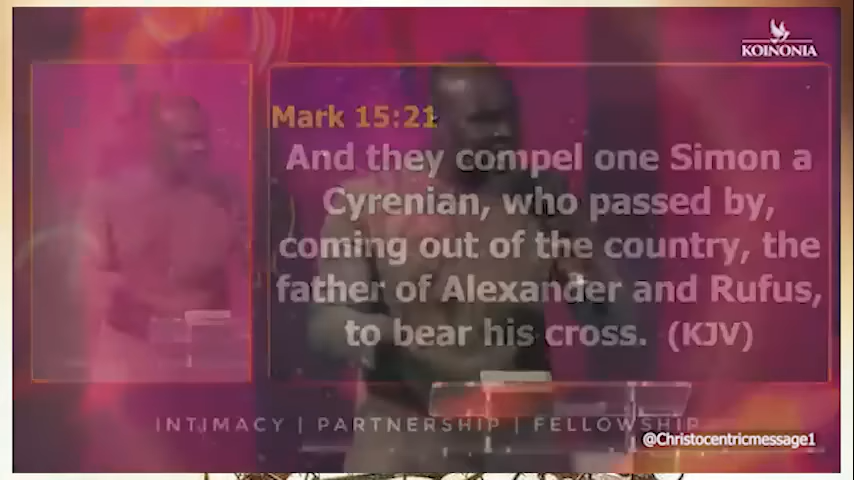 KOINONIA
Mark 15:21
And they compel one Simon a
Cyrenian, who passed by,
coming out of the country, the
father of Alexander and Rufus,
to bear his cross. (KJV)
INTIMACY | PARTNERSHIP | FELLOWSHIP
@Christocentricmessage1